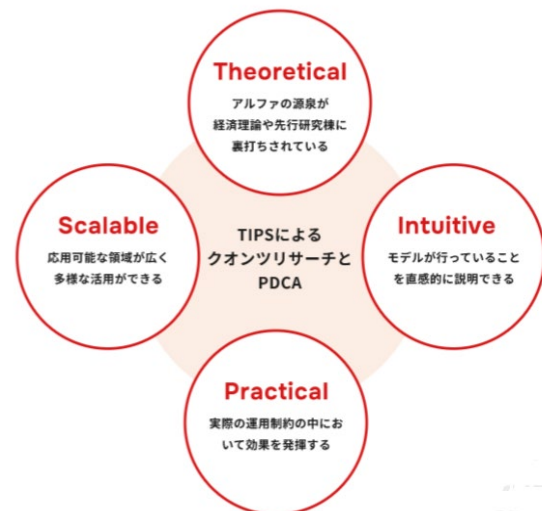 Theoretical
アルファの源泉が
経済理論や先行研究棟に
裏打ちされている
Scalable
応用可能な領域が広く
多様な活用ができる
TIPSによる
クオンツリサーチと
PDCA
Intuitive
モデルが行っていること
を直感的に説明できる
Practical
実際の運用制約の中にお
いて効果を発揮する